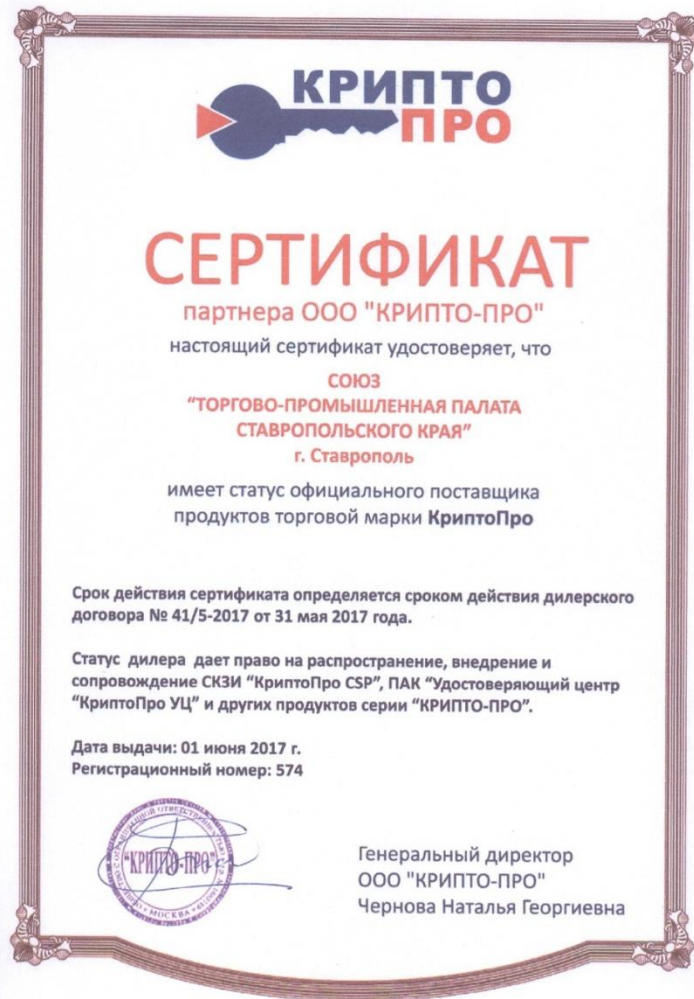 КРИПТО
ПРО
СЕРТИФИКАТ
партнера ООО "КРИПТО-ПРО"
настоящий сертификат удостоверяет, что
СОЮЗ
“ТОРГОВО-ПРОМЫШЛЕННАЯ ПАЛАТА
СТАВРОПОЛЬСКОГО КРАЯ”
г. Ставрополь
имеет статус официального поставщика
продуктов торговой марки КриптоПро
Срок действия сертификата определяется сроком действия дилерского
договора № 41/5-2017 от 31 мая 2017 года.
Статус дилера дает право на распространение, внедрение и
сопровождение СКЗИ “КриптоПро CSP”, ПАК “Удостоверяющий центр
“КриптоПро УЦ” и других продуктов серии “КРИПТО-ПРО”.
Дата выдачи: 01 июня 2017 г.
Регистрационный номер: 574
"КРИПТО-ПРО"
МОСКВА
Генеральный директор
ООО "КРИПТО-ПРО"
Чернова Наталья Георгиевна